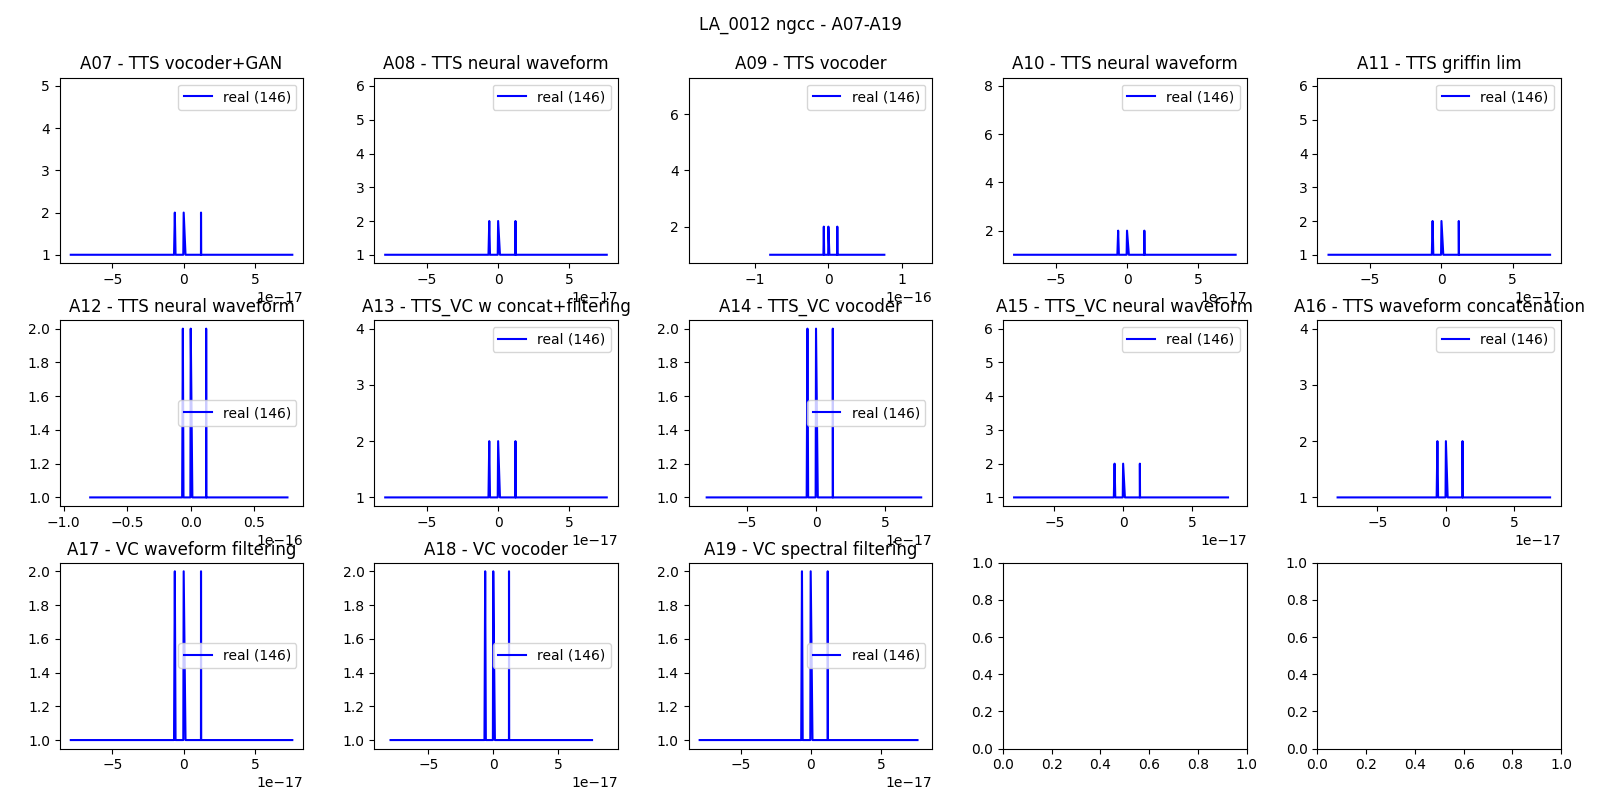 LA_0012 ngcc - A07-A19
A07 - TTS vocoder+GAN
A08 - TTS neural waveform
A09 - TTS vocoder
A10 - TTS neural waveform
A11 - TTS griffin lim
5
4
3
2
1
real (146)
−5 0 5
1e−17
6
5
4
3
2
1
real (146)
−5 0 5
1e−17
6
4
2
real (146)
−1 0 1
1e−16
8
6
4
2
real (146)
−5 0 5
1e−17
6
5
4
3
2
1
real (146)
−5 0 5
1e−17
A12 - TTS neural waveform
A13 - TTS_VC w concat+filtering
A14 - TTS_VC vocoder
A15 - TTS_VC neural waveform
A16 - TTS waveform concatenation
2.0
1.8
1.6
1.4
1.2
1.0
real (146)
−1.0 −0.5 0.0 0.5
1e−16
4
3
2
1
real (146)
−5 0 5
1e−17
2.0
1.8
1.6
1.4
1.2
1.0
real (146)
−5 0 5
1e−17
6
5
4
3
2
1
real (146)
−5 0 5
1e−17
4
3
2
1
real (146)
−5 0 5
1e−17
A17 - VC waveform filtering
A18 - VC vocoder
A19 - VC spectral filtering
2.0
1.8
1.6
1.4
1.2
1.0
real (146)
−5 0 5
1e−17
2.0
1.8
1.6
1.4
1.2
1.0
real (146)
−5 0 5
1e−17
2.0
1.8
1.6
1.4
1.2
1.0
real (146)
−5 0 5
1e−17
1.0
0.8
0.6
0.4
0.2
0.0
0.0 0.2 0.4 0.6 0.8 1.0
1.0
0.8
0.6
0.4
0.2
0.0
0.0 0.2 0.4 0.6 0.8 1.0